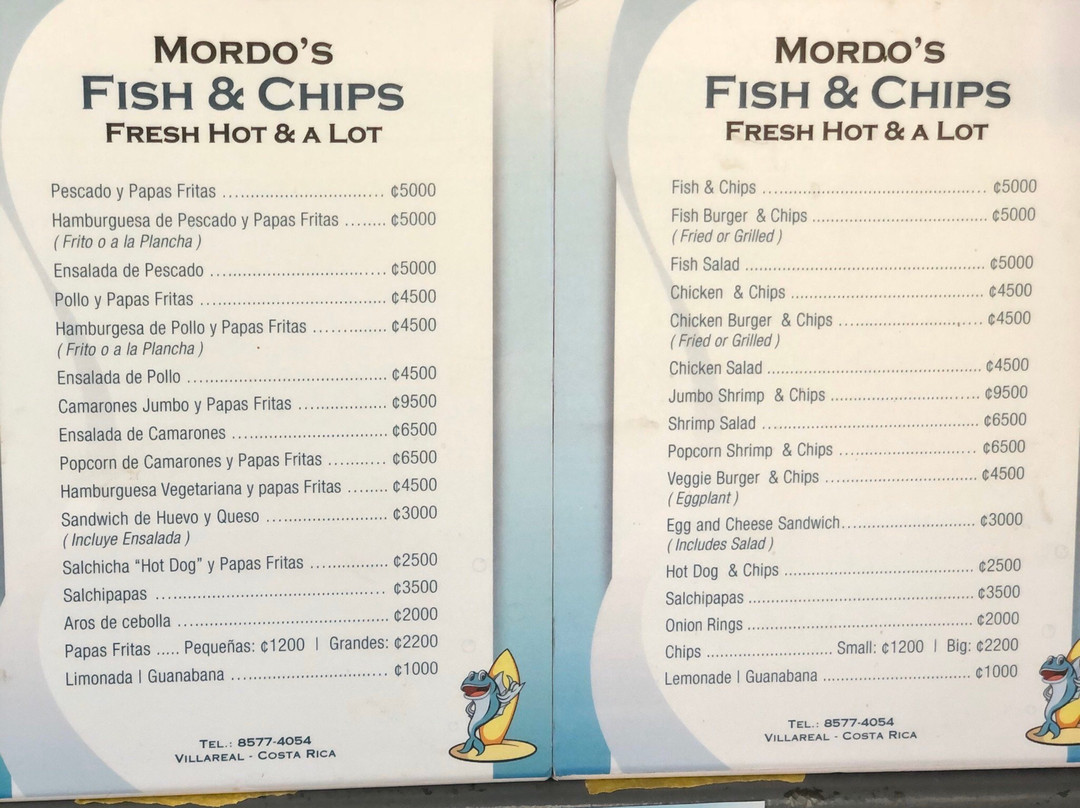 MORDO'S
FISH & CHIPS
FRESH HOT & A LOT
Pescado y Papas Fritas ................................. ¢5000
Hamburguesa de Pescado y Papas Fritas ........ ¢5000
( Frito o a la Plancha )
Ensalada de Pescado .................................... ¢5000
Pollo y Papas Fritas ...................................... ¢4500
Hamburgesa de Pollo y Papas Fritas ............. ¢4500
( Frito o a la Plancha )
Ensalada de Pollo ......................................... ¢4500
Camarones Jumbo y Papas Fritas .................. ¢9500
Ensalada de Camarones ................................ ¢6500
Popcorn de Camarones y Papas Fritas ............ ¢6500
Hamburguesa Vegetariana y papas Fritas ........ ¢4500
Sandwich de Huevo y Queso ......................... ¢3000
( Incluye Ensalada )
Salchicha “Hot Dog” y Papas Fritas ................ ¢2500
Salchipapas ................................................ ¢3500
Aros de cebolla ........................................... ¢2000
Papas Fritas ..... Pequeñas: ¢1200 | Grandes: ¢2200
Limonada | Guanabana ................................. ¢1000
TEL.: 8577-4054
VILLAREAL - COSTA RICA
MORDO'S
FISH & CHIPS
FRESH HOT & A LOT
Fish & Chips .............................................. ¢5000
Fish Burger & Chips .................................... ¢5000
( Fried or Grilled )
Fish Salad ................................................. ¢5000
Chicken & Chips ........................................ ¢4500
Chicken Burger & Chips .............................. ¢4500
( Fried or Grilled )
Chicken Salad ............................................ ¢4500
Jumbo Shrimp & Chips ............................... ¢9500
Shrimp Salad ............................................. ¢6500
Popcorn Shrimp & Chips ............................ ¢6500
Veggie Burger & Chips ............................... ¢4500
( Eggplant )
Egg and Cheese Sandwich........................... ¢3000
( Includes Salad )
Hot Dog & Chips ....................................... ¢2500
Salchipapas .............................................. ¢3500
Onion Rings .............................................. ¢2000
Chips .......................... Small: ¢1200 | Big: ¢2200
Lemonade | Guanabana .............................. ¢1000
TEL.: 8577-4054
VILLAREAL - COSTA RICA